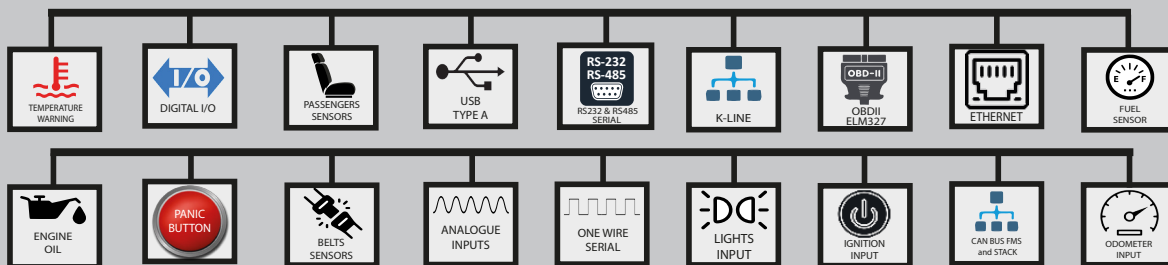 TEMPERATURE
WARNING
I/O
DIGITAL I/O
PASSENGERS
SENSORS
USB
TYPE A
RS-232
RS-485
RS232 & RS485
SERIAL
K-LINE
OBD-II
OBDII
ELM327
ETHERNET
E F
FUEL
SENSOR
ENGINE
OIL
PANIC
BUTTON
BELTS
SENSORS
ANALOGUE
INPUTS
ONE WIRE
SERIAL
LIGHTS
INPUT
IGNITION
INPUT
CAN BUS FMS
and STACK
ODOMETER
INPUT